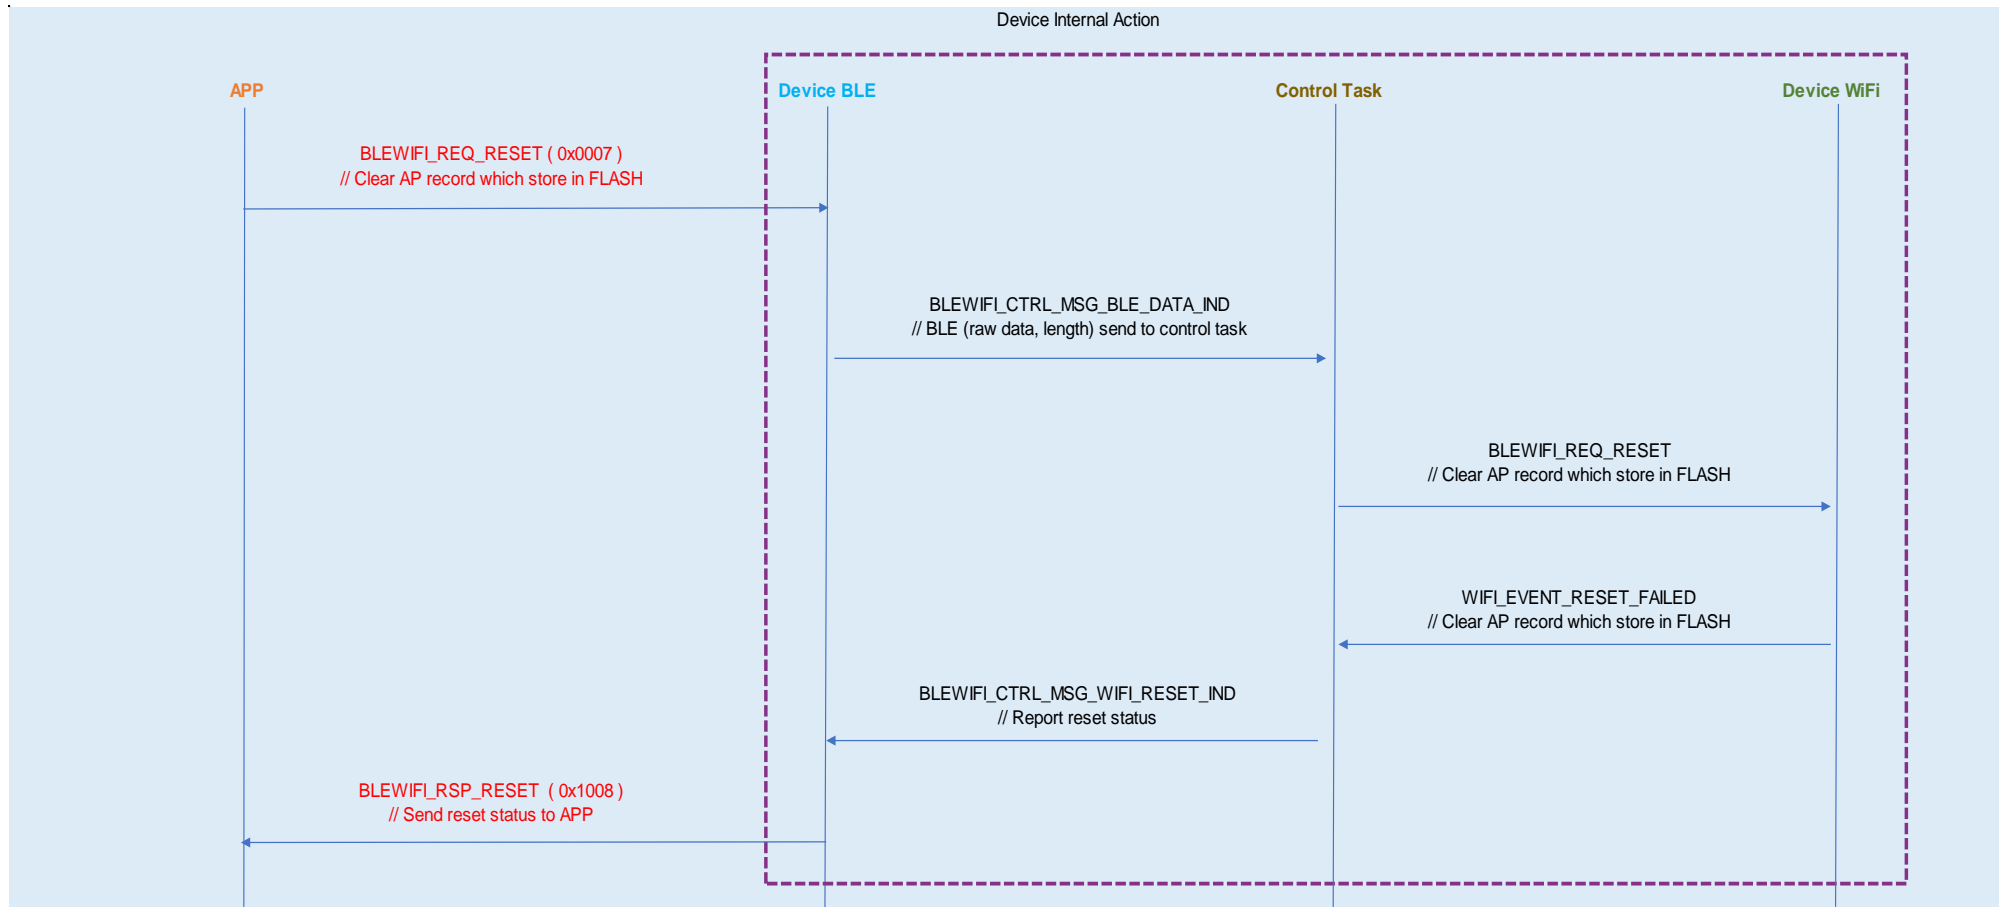 Device Internal Action
APP
Device BLE
Control Task
Device WiFi
BLEWIFI_REQ_RESET ( 0x0007 )
// Clear AP record which store in FLASH
BLEWIFI_CTRL_MSG_BLE_DATA_IND
// BLE (raw data, length) send to control task
BLEWIFI_REQ_RESET
// Clear AP record which store in FLASH
WIFI_EVENT_RESET_FAILED
// Clear AP record which store in FLASH
BLEWIFI_CTRL_MSG_WIFI_RESET_IND
// Report reset status
BLEWIFI_RSP_RESET ( 0x1008 )
// Send reset status to APP